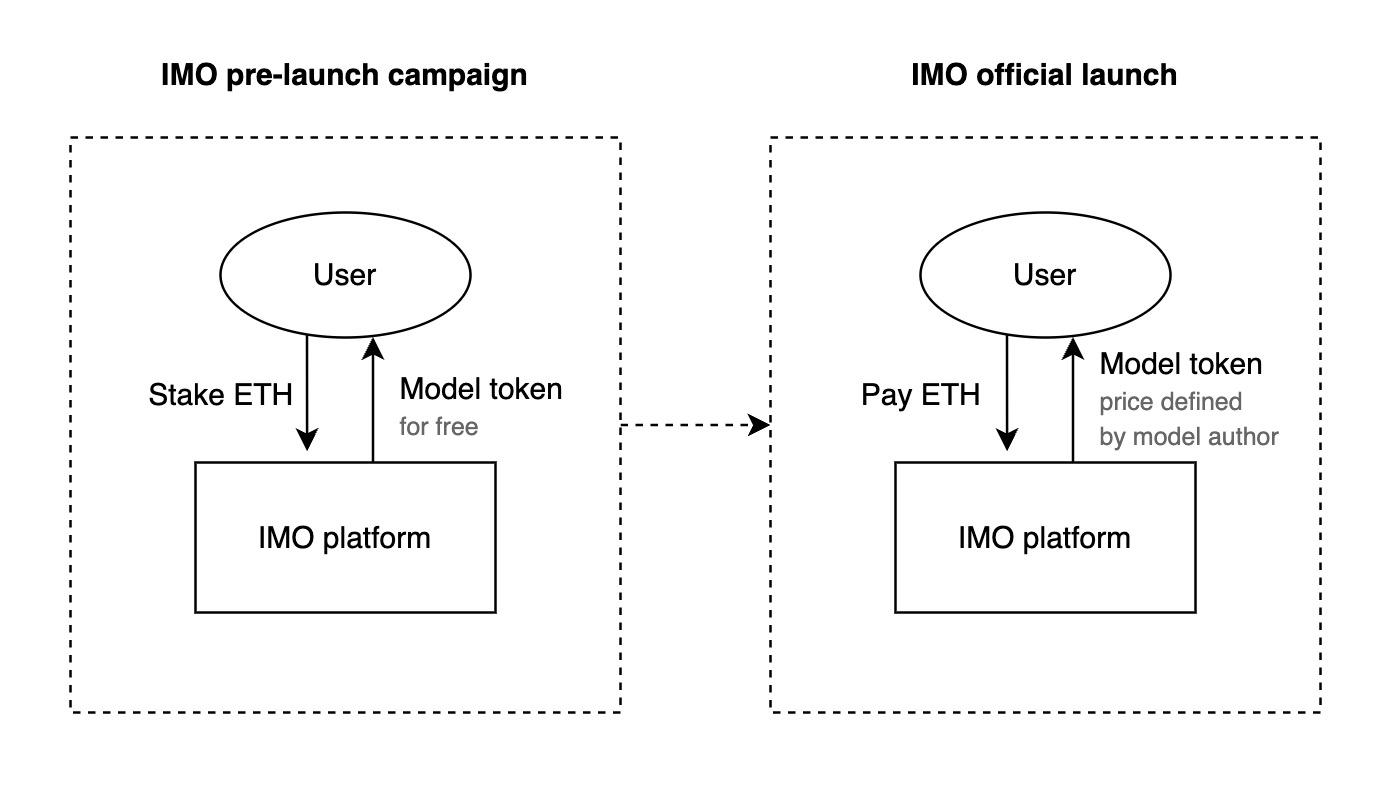 IMO pre-launch campaign
User
Stake ETH
Model token
for free
IMO platform
IMO official launch
User
Pay ETH
Model token
price defined
by model author
IMO platform